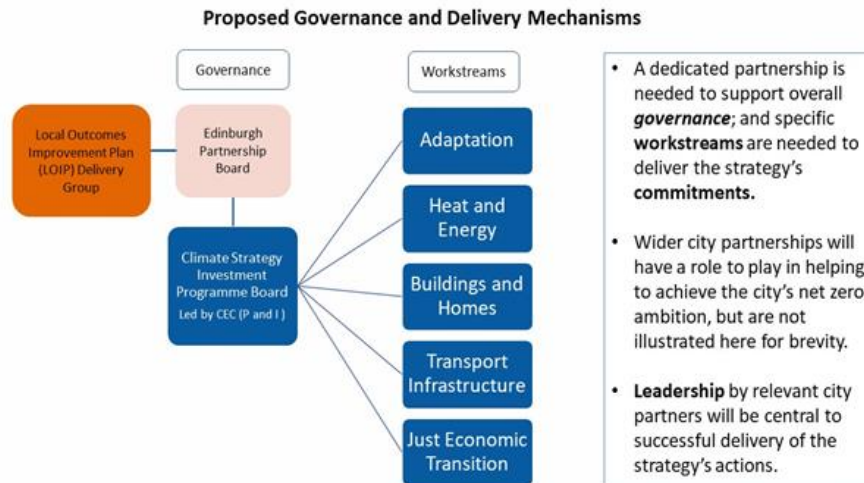 Proposed Governance and Delivery Mechanisms
Governance
Workstreams
Local Outcomes
Improvement Plan
(LOIP) Delivery
Group
Edinburgh
Partnership
Board
Climate Strategy
Investment
Programme Board
Led by CEC (P and I )
Adaptation
Heat and
Energy
Buildings and
Homes
Transport
Infrastructure
Just Economic
Transition
• A dedicated partnership is
needed to support overall
governance; and specific
workstreams are needed to
deliver the strategy's
commitments.
• Wider city partnerships will
have a role to play in helping
to achieve the city's net zero
ambition, but are not
illustrated here for brevity.
• Leadership by relevant city
partners will be central to
successful delivery of the
strategy's actions.